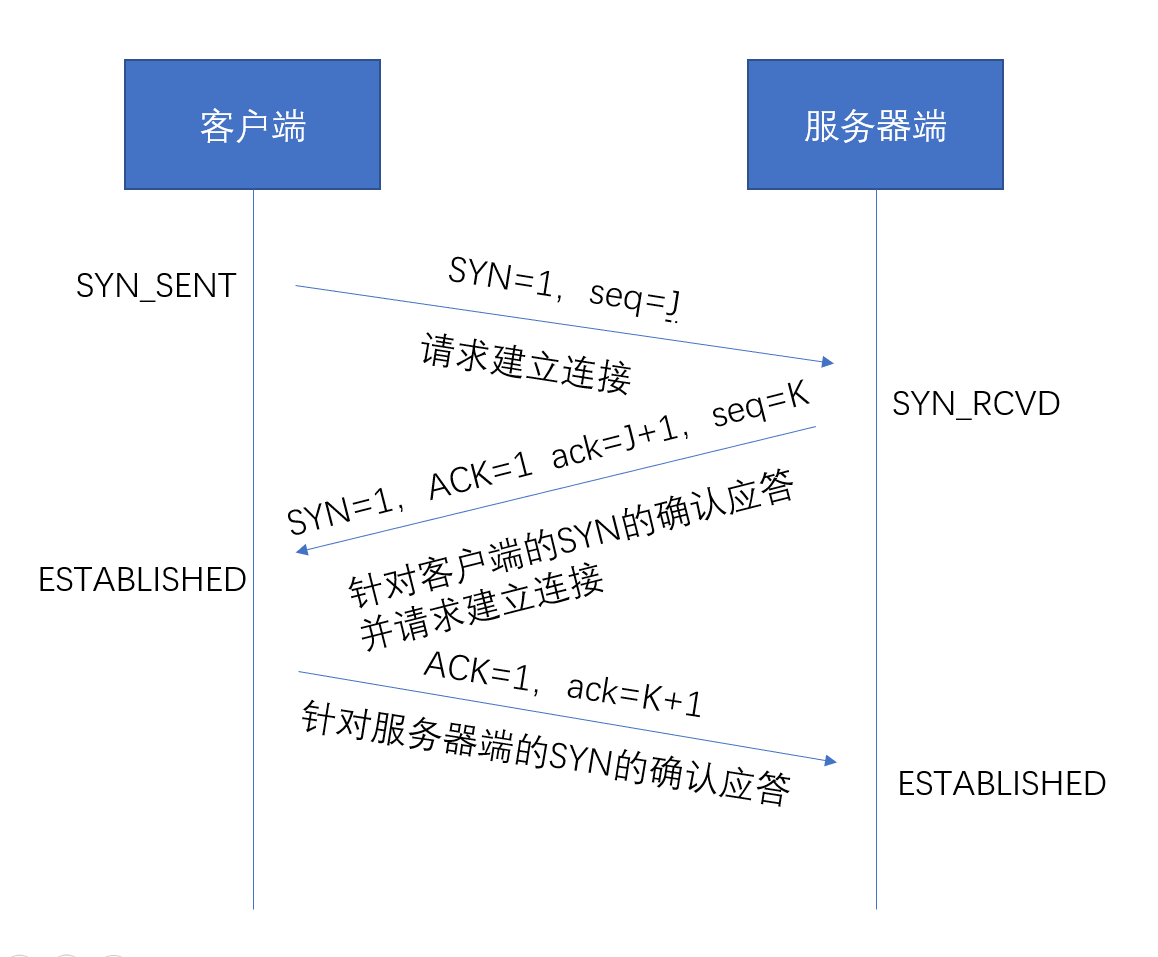 客户端
服务器端
SYN_SENT
SYN=1，seq=J
请求建立连接
SYN_RCVD
SYN=1，ACK=1 ack=J+1，seq=K
针对客户端的SYN的确认应答
并请求建立连接
ESTABLISHED
ACK=1，ack=K+1
针对服务器端的SYN的确认应答
ESTABLISHED